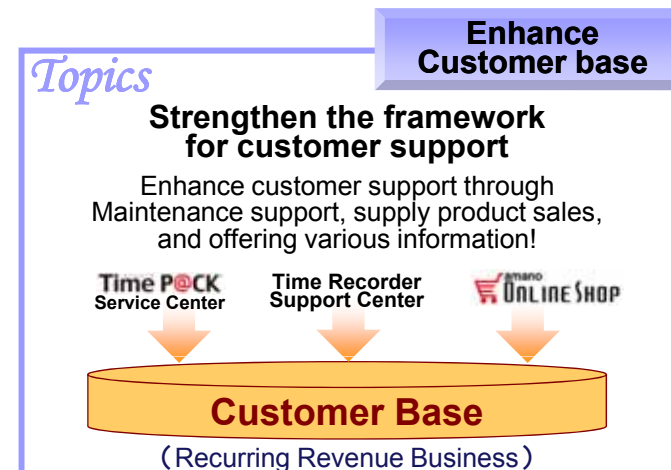 Enhance
Customer base
Topics
Strengthen the framework
for customer support
Enhance customer support through
Maintenance support, supply product sales,
and offering various information!
Time P@CK
Service Center
Time Recorder
Support Center
amano
ONLINE SHOP
Customer Base
（Recurring Revenue Business）